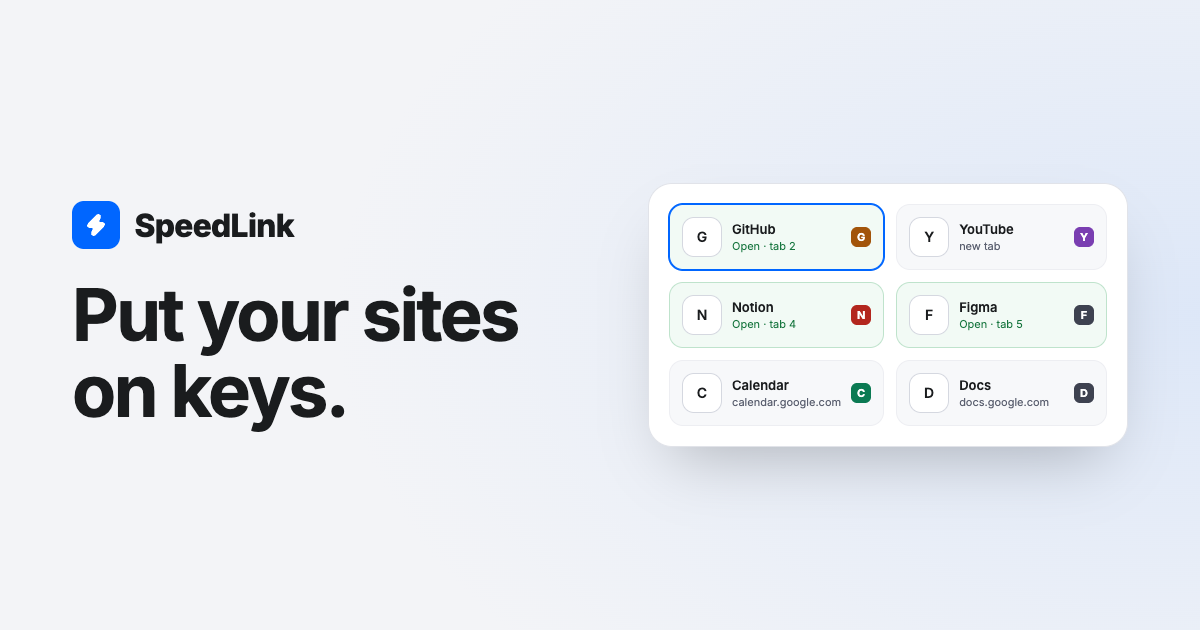 SpeedLink
Put your sites
on keys.
G
GitHub
Open · tab 2
G
Y
YouTube
new tab
Y
N
Notion
Open · tab 4
N
F
Figma
Open · tab 5
F
C
Calendar
calendar.google.com
C
D
Docs
docs.google.com
D